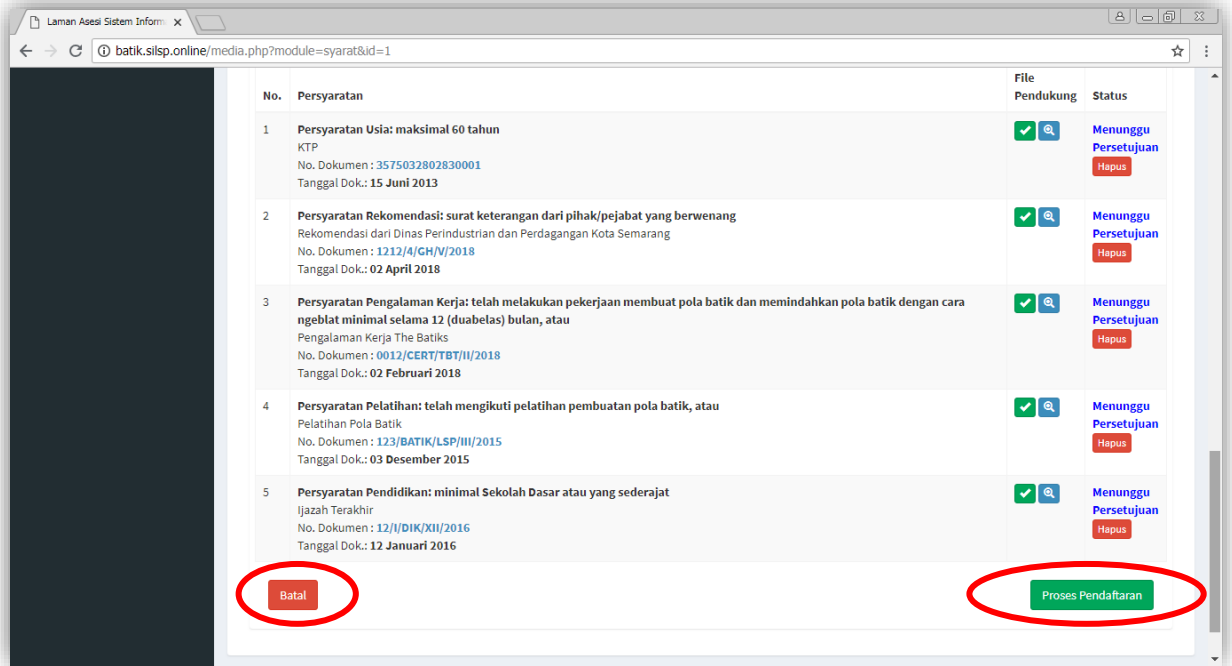 Laman Asesi Sistem Inform
batik.silsp.online/media.php?module=syarat&id=1
No. Persyaratan File Pendukung Status
1 Persyaratan Usia: maksimal 60 tahun
KTP
No. Dokumen : 3575032802830001
Tanggal Dok.: 15 Juni 2013
Menunggu
Persetujuan
Hapus
2 Persyaratan Rekomendasi: surat keterangan dari pihak/pejabat yang berwenang
Rekomendasi dari Dinas Perindustrian dan Perdagangan Kota Semarang
No. Dokumen : 1212/4/GH/V/2018
Tanggal Dok.: 02 April 2018
Menunggu
Persetujuan
Hapus
3 Persyaratan Pengalaman Kerja: telah melakukan pekerjaan membuat pola batik dan memindahkan pola batik dengan cara
ngeblat minimal selama 12 (duabelas) bulan, atau
Pengalaman Kerja The Batiks
No. Dokumen : 0012/CERT/TBT/II/2018
Tanggal Dok.: 02 Februari 2018
Menunggu
Persetujuan
Hapus
4 Persyaratan Pelatihan: telah mengikuti pelatihan pembuatan pola batik, atau
Pelatihan Pola Batik
No. Dokumen : 123/BATIK/LSP/III/2015
Tanggal Dok.: 03 Desember 2015
Menunggu
Persetujuan
Hapus
5 Persyaratan Pendidikan: minimal Sekolah Dasar atau yang sederajat
Ijazah Terakhir
No. Dokumen : 12/I/DIK/XII/2016
Tanggal Dok.: 12 Januari 2016
Menunggu
Persetujuan
Hapus
Batal
Proses Pendaftaran